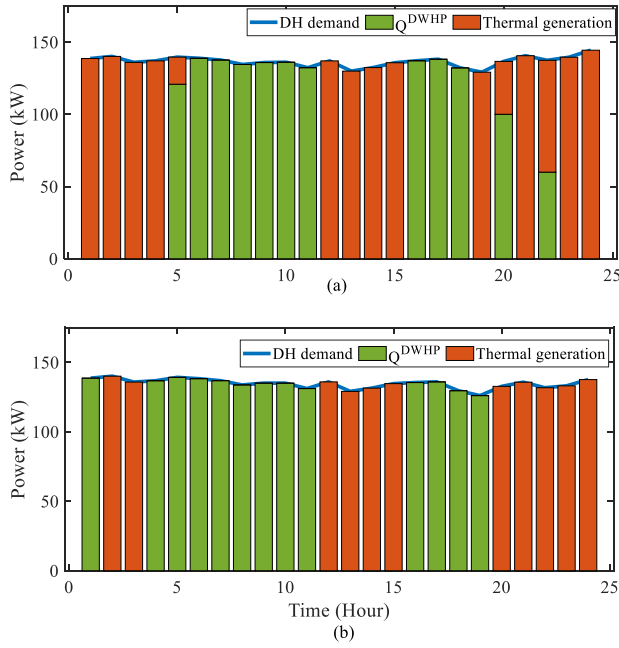 DH demand Q^DWHP Thermal generation
150
100
50
0
Power (kW)
0 5 10 15 20 25
(a)
DH demand Q^DWHP Thermal generation
150
100
50
0
Power (kW)
0 5 10 15 20 25
Time (Hour)
(b)